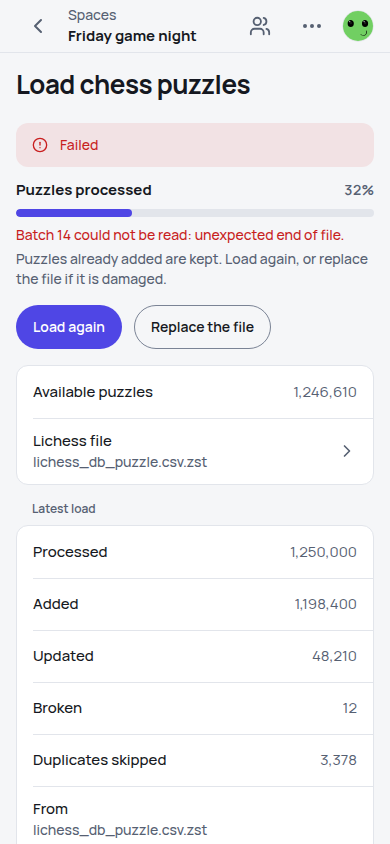 Spaces
Friday game night
Load chess puzzles
Failed
Puzzles processed 32%
Batch 14 could not be read: unexpected end of file.
Puzzles already added are kept. Load again, or replace
the file if it is damaged.
Load again Replace the file
Available puzzles 1,246,610
Lichess file
lichess_db_puzzle.csv.zst
Latest load
Processed 1,250,000
Added 1,198,400
Updated 48,210
Broken 12
Duplicates skipped 3,378
From
lichess_db_puzzle.csv.zst